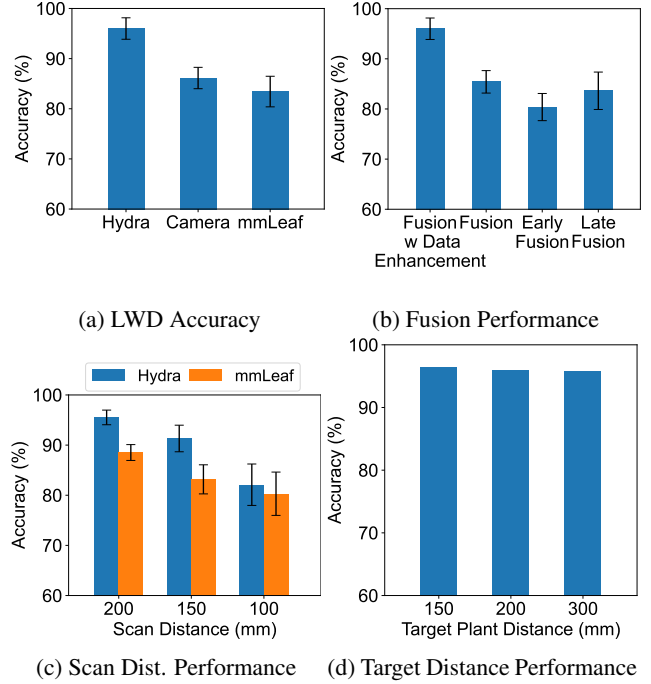 100
90
80
70
60
Accuracy (%)
Hydra Camera mmLeaf
(a) LWD Accuracy
100
90
80
70
60
Accuracy (%)
Fusion
w Data
Enhancement
Fusion
Early
Fusion
Late
Fusion
(b) Fusion Performance
Hydra mmLeaf
100
90
80
70
60
Accuracy (%)
200 150 100
Scan Distance (mm)
(c) Scan Dist. Performance
100
90
80
70
60
Accuracy (%)
150 200 300
Target Plant Distance (mm)
(d) Target Distance Performance